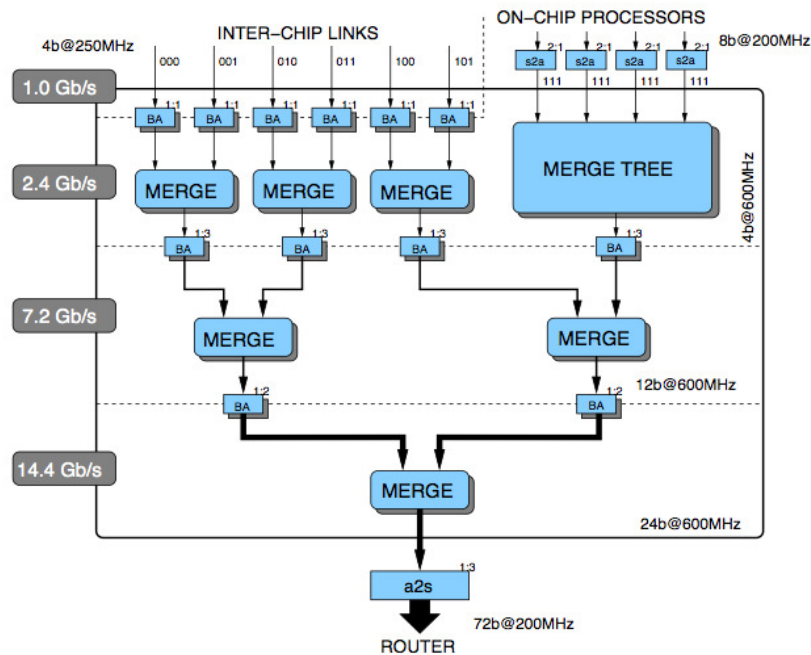 INTER-CHIP LINKS
ON-CHIP PROCESSORS
4b@250MHz
8b@200MHz
000 001 010 011 100 101
2:1 2:1 2:1 2:1
s2a s2a s2a s2a
111 111 111 111
1.0 Gb/s
1:1 1:1 1:1 1:1 1:1 1:1
BA BA BA BA BA BA
2.4 Gb/s
MERGE MERGE MERGE MERGE TREE
4b@600MHz
1:3 1:3 1:3 1:3
BA BA BA BA
7.2 Gb/s
MERGE MERGE
12b@600MHz
1:2 1:2
BA BA
14.4 Gb/s
MERGE
24b@600MHz
1:3
a2s
72b@200MHz
ROUTER